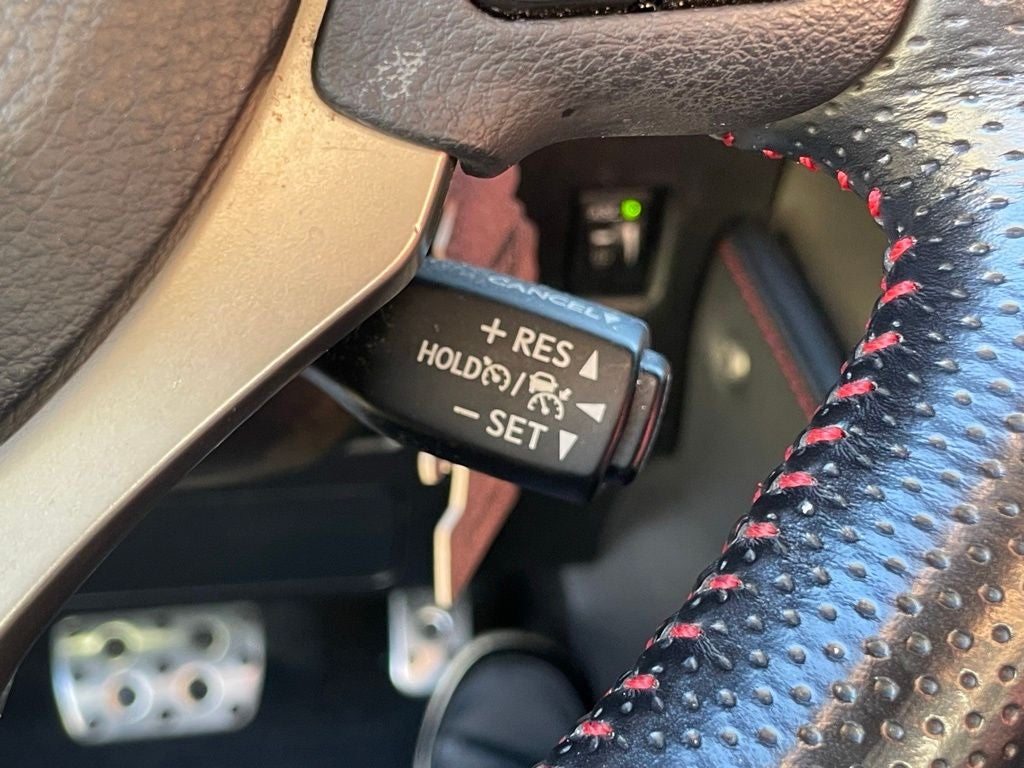 CANCEL
+ RES
HOLD /
− SET